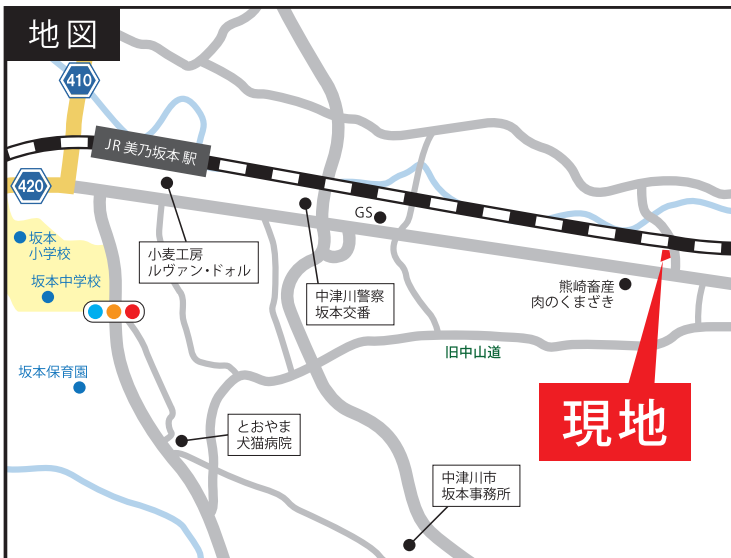 地図
410
JR 美乃坂本 駅
420
GS
坂本
小学校
小麦工房
ルヴァン・ドォル
坂本中学校
中津川警察
坂本交番
熊崎畜産
肉のくまざき
旧中山道
坂本保育園
現地
とおやま
犬猫病院
中津川市
坂本事務所